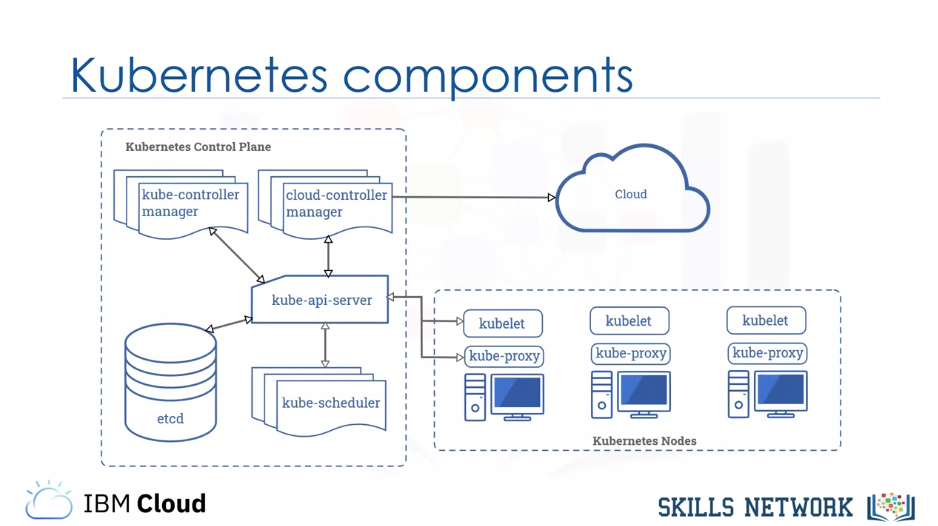 Kubernetes components
Kubernetes Control Plane
kube-controller
manager
cloud-controller
manager
Cloud
kube-api-server
etcd
kube-scheduler
kubelet
kube-proxy
kubelet
kube-proxy
kubelet
kube-proxy
Kubernetes Nodes
IBM Cloud
SKILLS NETWORK